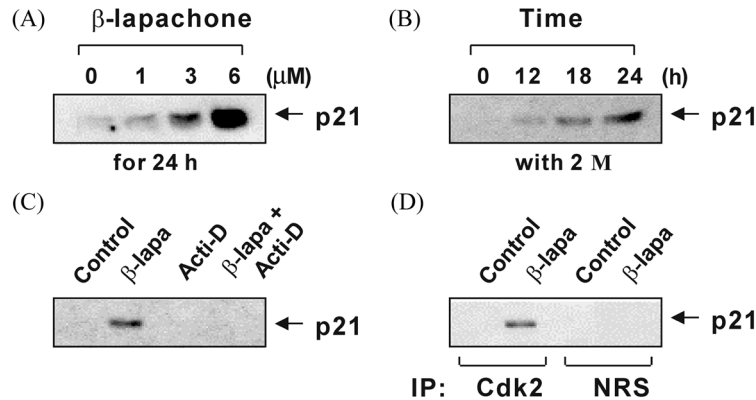 (A)
β-lapachone
0 1 3 6 (μM)
p21
for 24 h
(B)
Time
0 12 18 24 (h)
p21
with 2 M
(C)
Control β-lapa Acti-D β-lapa + Acti-D
p21
(D)
Control β-lapa Control β-lapa
p21
IP: Cdk2 NRS